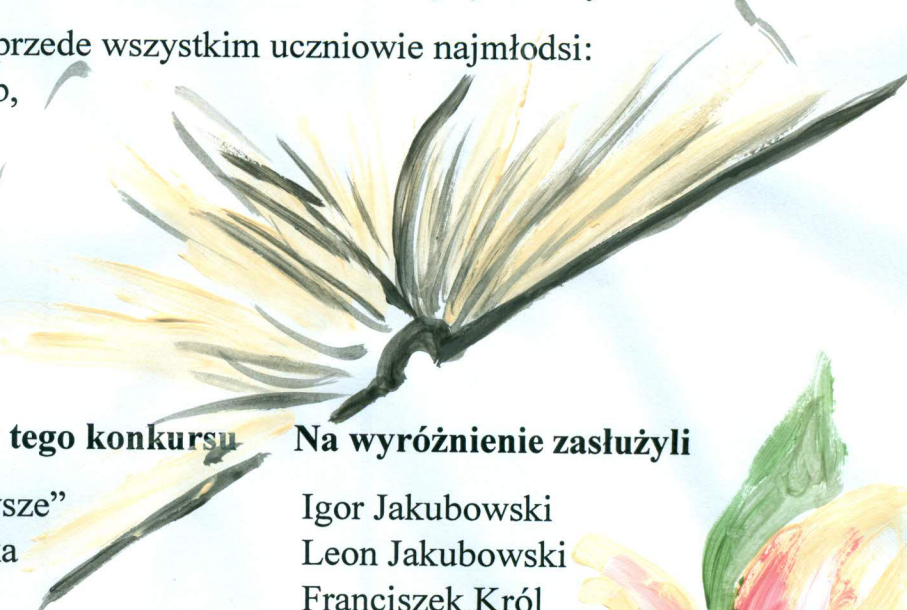 przede wszystkim uczniowie najmłodsi:
tego konkursu
Na wyróżnienie zasłużyli
Igor Jakubowski
Leon Jakubowski
Franciszek Król